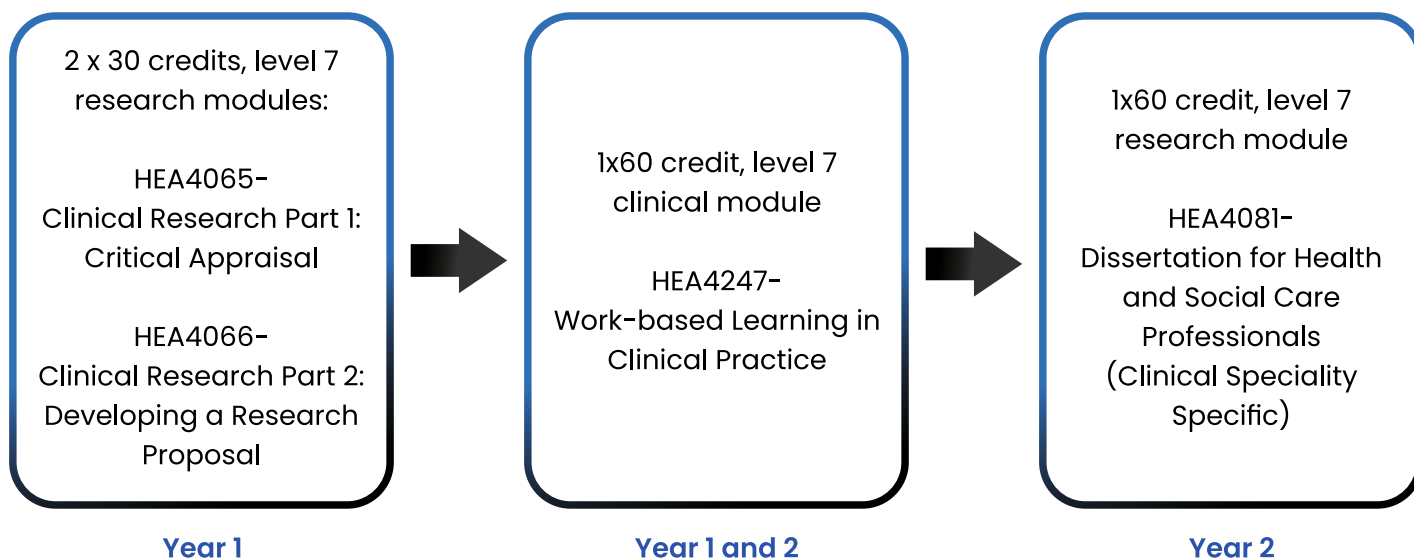 2 x 30 credits, level 7
research modules:
HEA4065-
Clinical Research Part 1:
Critical Appraisal
HEA4066-
Clinical Research Part 2:
Developing a Research
Proposal
Year 1
1x60 credit, level 7
clinical module
HEA4247-
Work-based Learning in
Clinical Practice
Year 1 and 2
1x60 credit, level 7
research module
HEA4081-
Dissertation for Health
and Social Care
Professionals
(Clinical Speciality
Specific)
Year 2